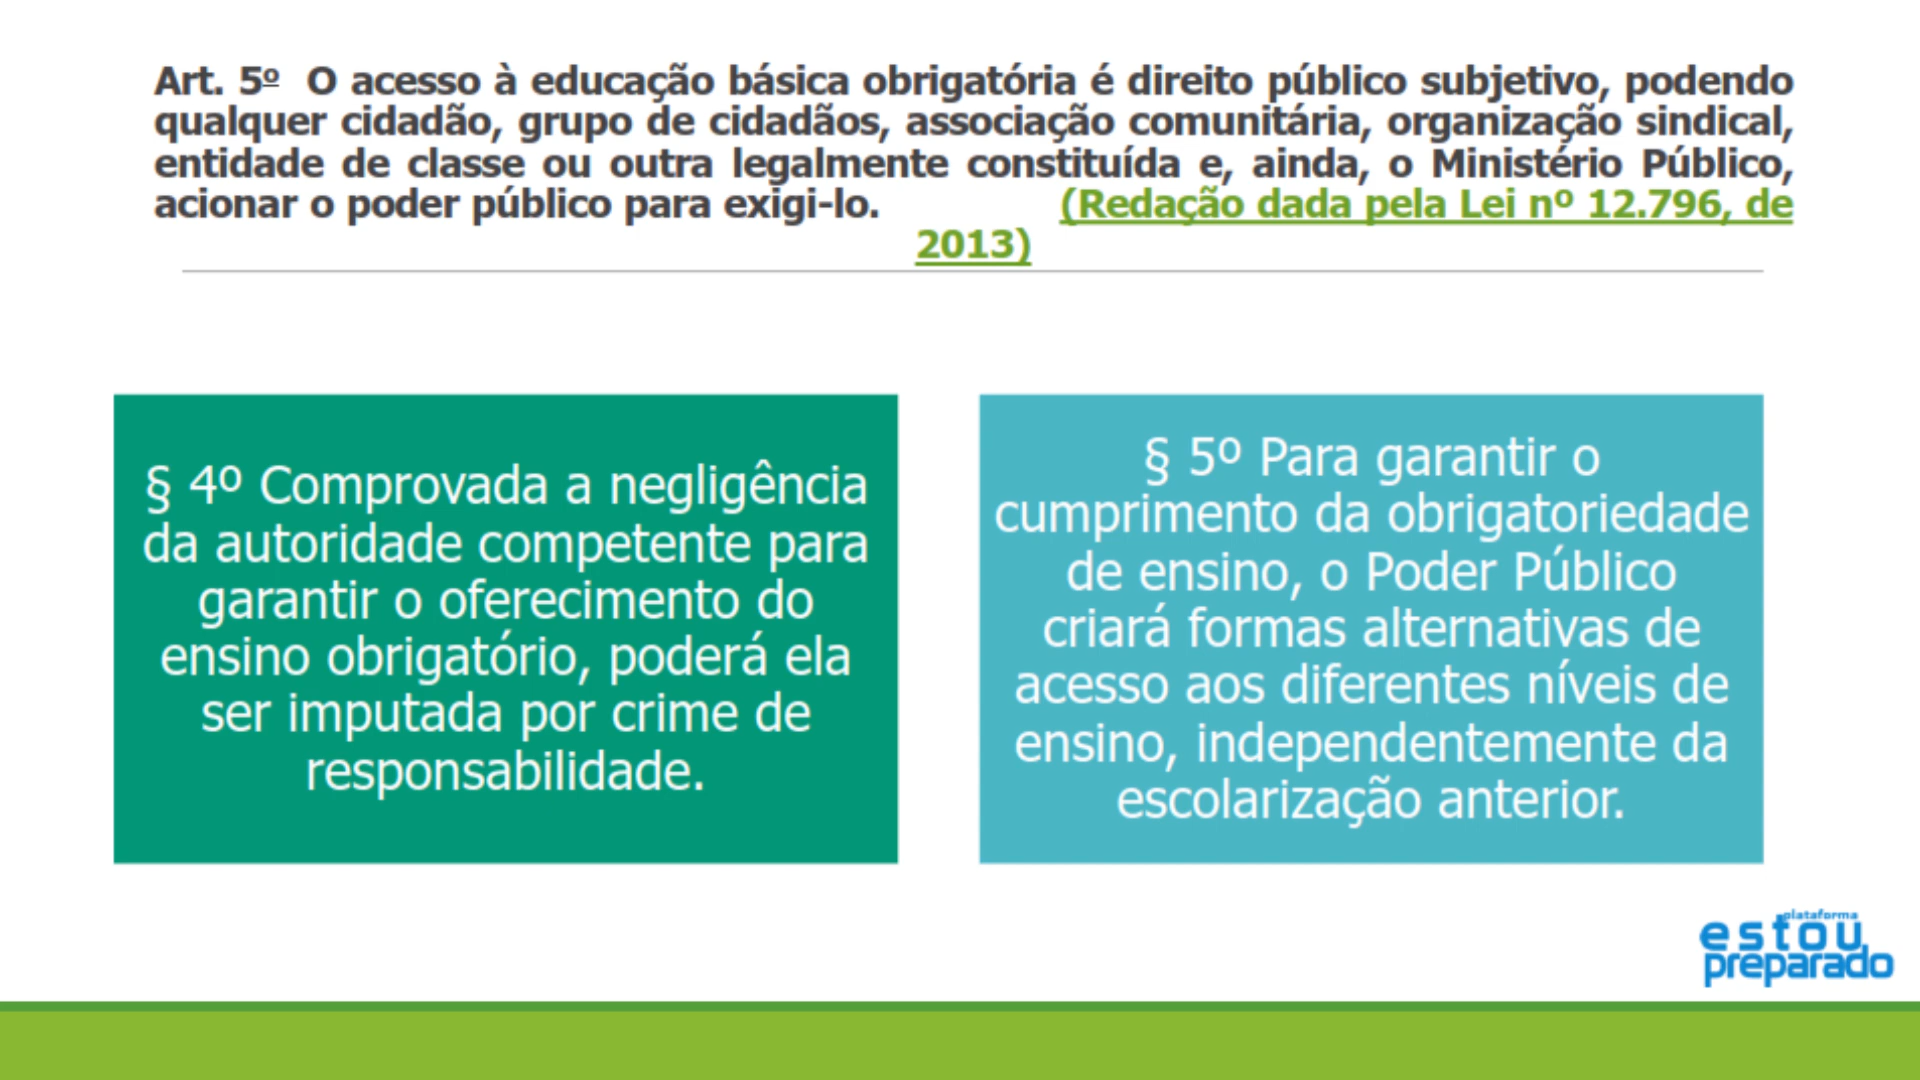 Art. 5º O acesso à educação básica obrigatória é direito público subjetivo, podendo
qualquer cidadão, grupo de cidadãos, associação comunitária, organização sindical,
entidade de classe ou outra legalmente constituída e, ainda, o Ministério Público,
acionar o poder público para exigi-lo. (Redação dada pela Lei nº 12.796, de
2013)
§ 4º Comprovada a negligência
da autoridade competente para
garantir o oferecimento do
ensino obrigatório, poderá ela
ser imputada por crime de
responsabilidade.
§ 5º Para garantir o
cumprimento da obrigatoriedade
de ensino, o Poder Público
criará formas alternativas de
acesso aos diferentes níveis de
ensino, independentemente da
escolarização anterior.
plataforma
estou
preparado